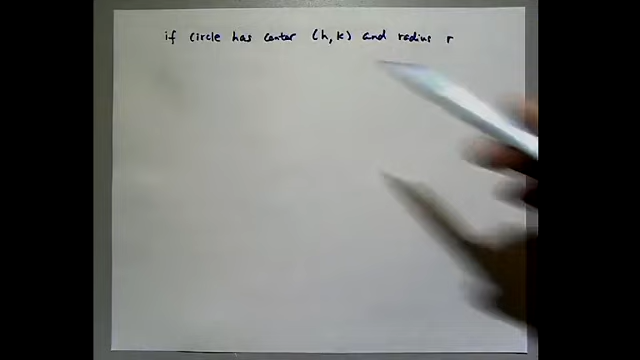 if circle has center (h,k) and radius r